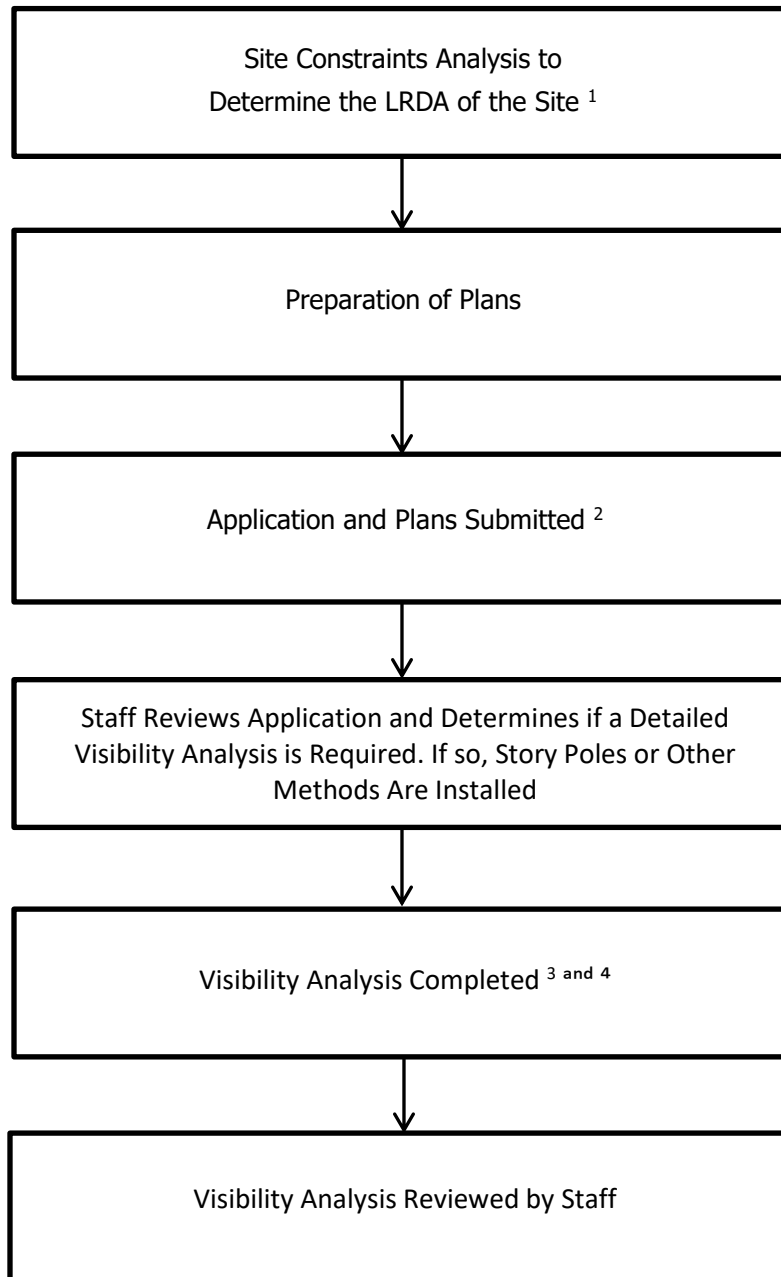 Site Constraints Analysis to
Determine the LRDA of the Site ¹
Preparation of Plans
Application and Plans Submitted ²
Staff Reviews Application and Determines if a Detailed
Visibility Analysis is Required. If so, Story Poles or Other
Methods Are Installed
Visibility Analysis Completed ³ ᵃⁿᵈ ⁴
Visibility Analysis Reviewed by Staff